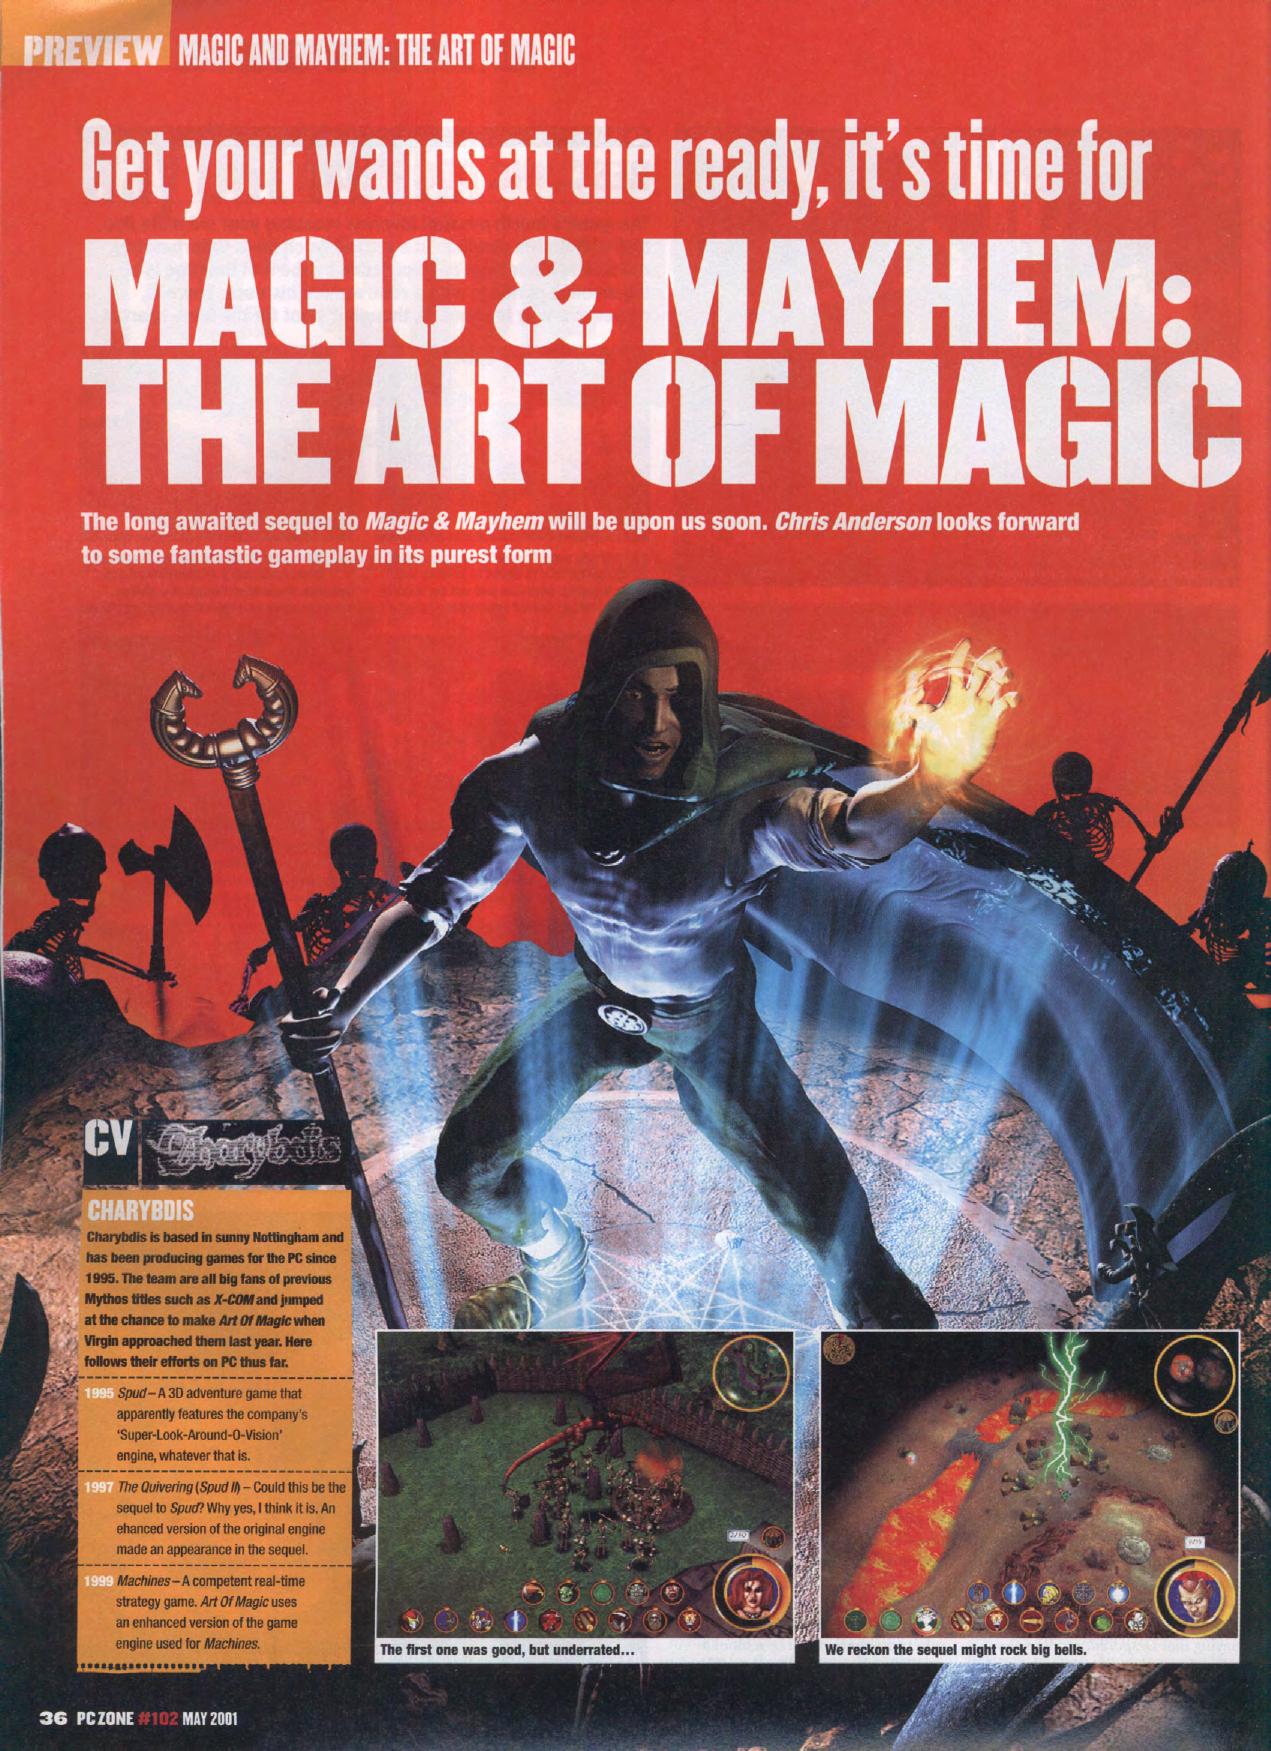 PREVIEW MAGIC AND MAYHEM: THE ART OF MAGIC
Get your wands at the ready, it's time for
MAGIC & MAYHEM:
THE ART OF MAGIC
The long awaited sequel to Magic & Mayhem will be upon us soon. Chris Anderson looks forward
to some fantastic gameplay in its purest form
CV Charybdis
CHARYBDIS
Charybdis is based in sunny Nottingham and
has been producing games for the PC since
1995. The team are all big fans of previous
Mythos titles such as X-COM and jumped
at the chance to make Art Of Magic when
Virgin approached them last year. Here
follows their efforts on PC thus far.
1995 Spud – A 3D adventure game that
apparently features the company's
'Super-Look-Around-O-Vision'
engine, whatever that is.
1997 The Quivering (Spud II) – Could this be the
sequel to Spud? Why yes, I think it is. An
ehanced version of the original engine
made an appearance in the sequel.
1999 Machines – A competent real-time
strategy game. Art Of Magic uses
an enhanced version of the game
engine used for Machines.
The first one was good, but underrated...
We reckon the sequel might rock big bells.
36 PC ZONE #102 MAY 2001